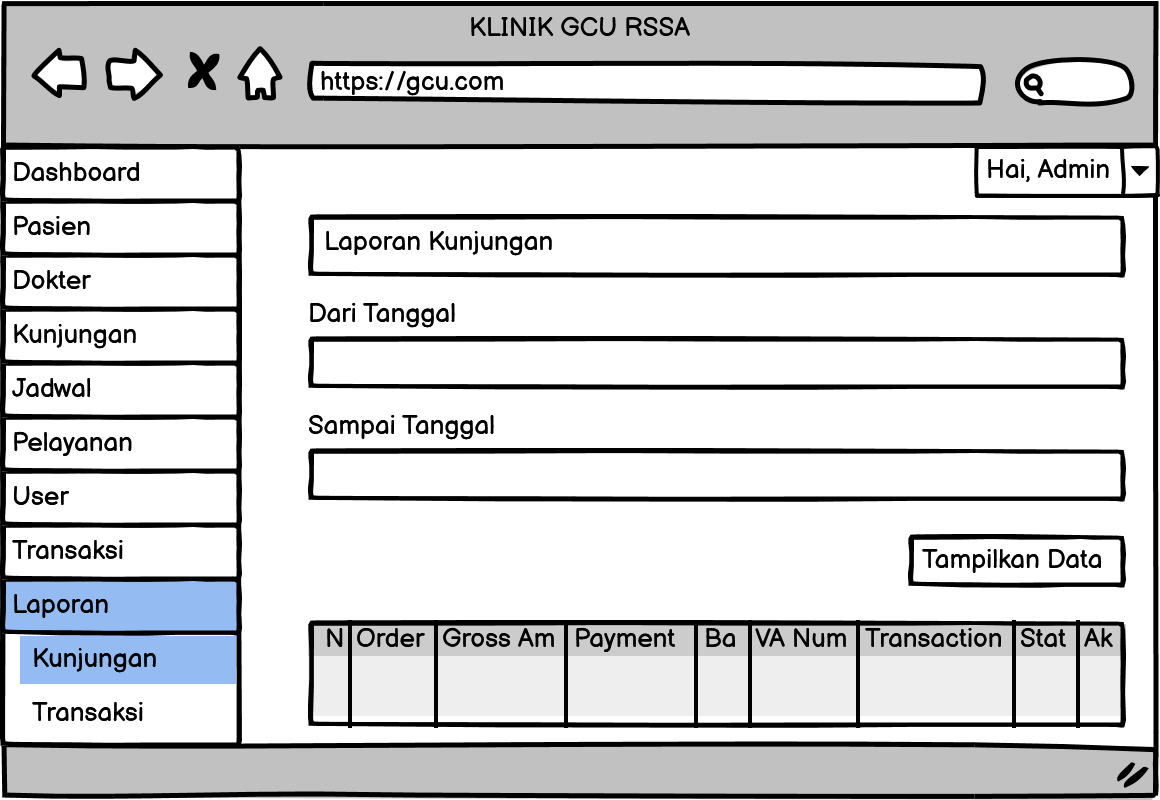 KLINIK GCU RSSA
https://gcu.com
Hai, Admin
Dashboard
Pasien
Dokter
Kunjungan
Jadwal
Pelayanan
User
Transaksi
Laporan
Kunjungan
Transaksi
Laporan Kunjungan
Dari Tanggal
Sampai Tanggal
Tampilkan Data
N Order Gross Am Payment Ba VA Num Transaction Stat Ak